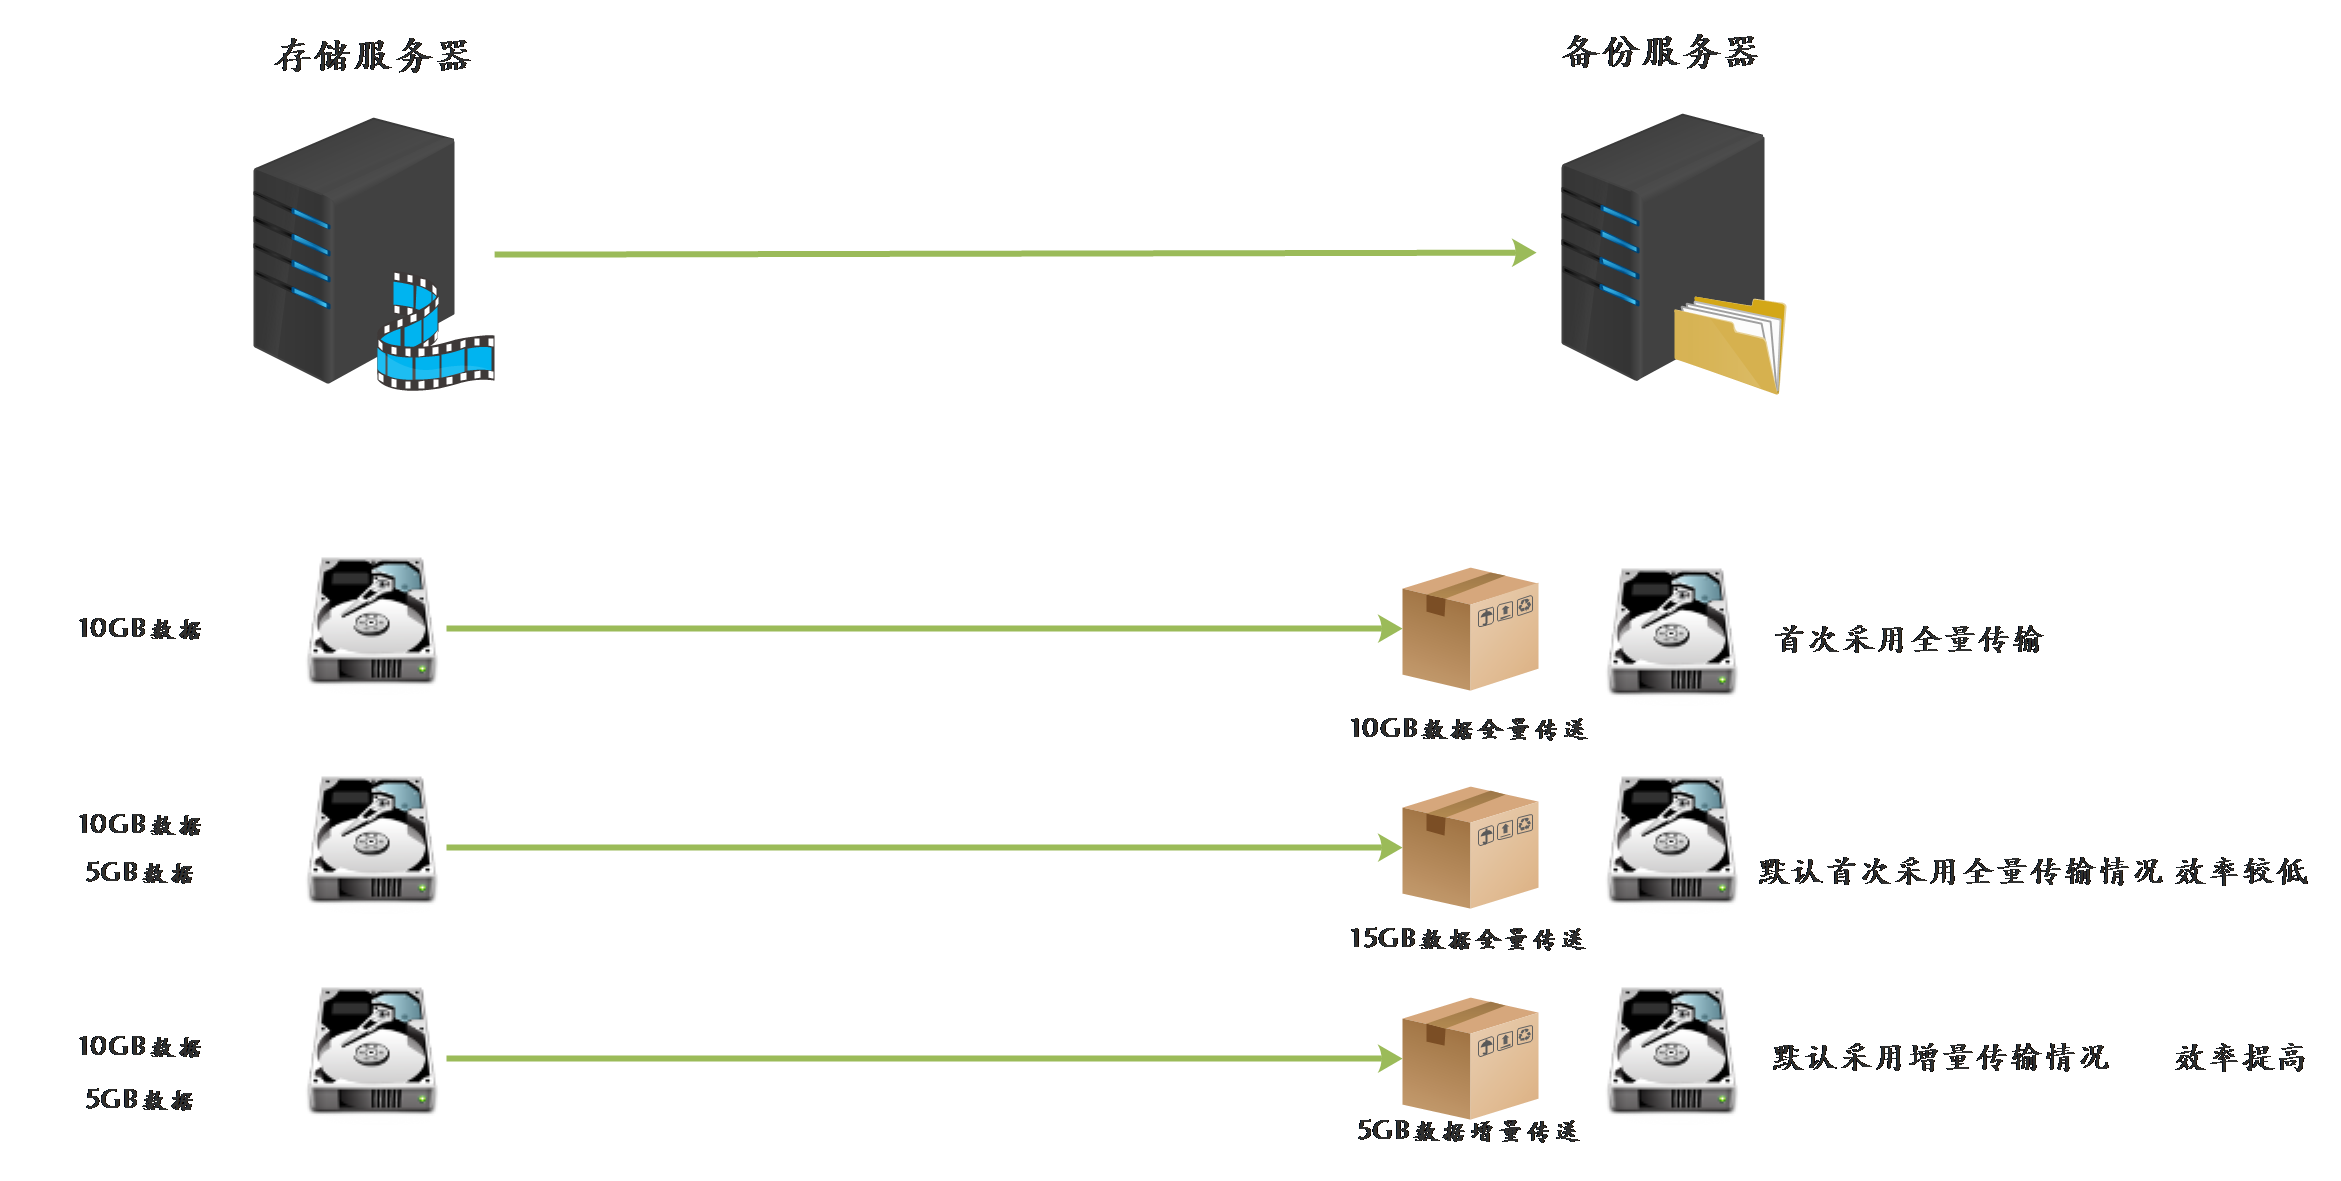 存储服务器
备份服务器
10GB数据
首次采用全量传输
10GB数据全量传送
10GB数据
5GB数据
默认首次采用全量传输情况 效率较低
15GB数据全量传送
10GB数据
5GB数据
默认采用增量传输情况 效率提高
5GB数据增量传送